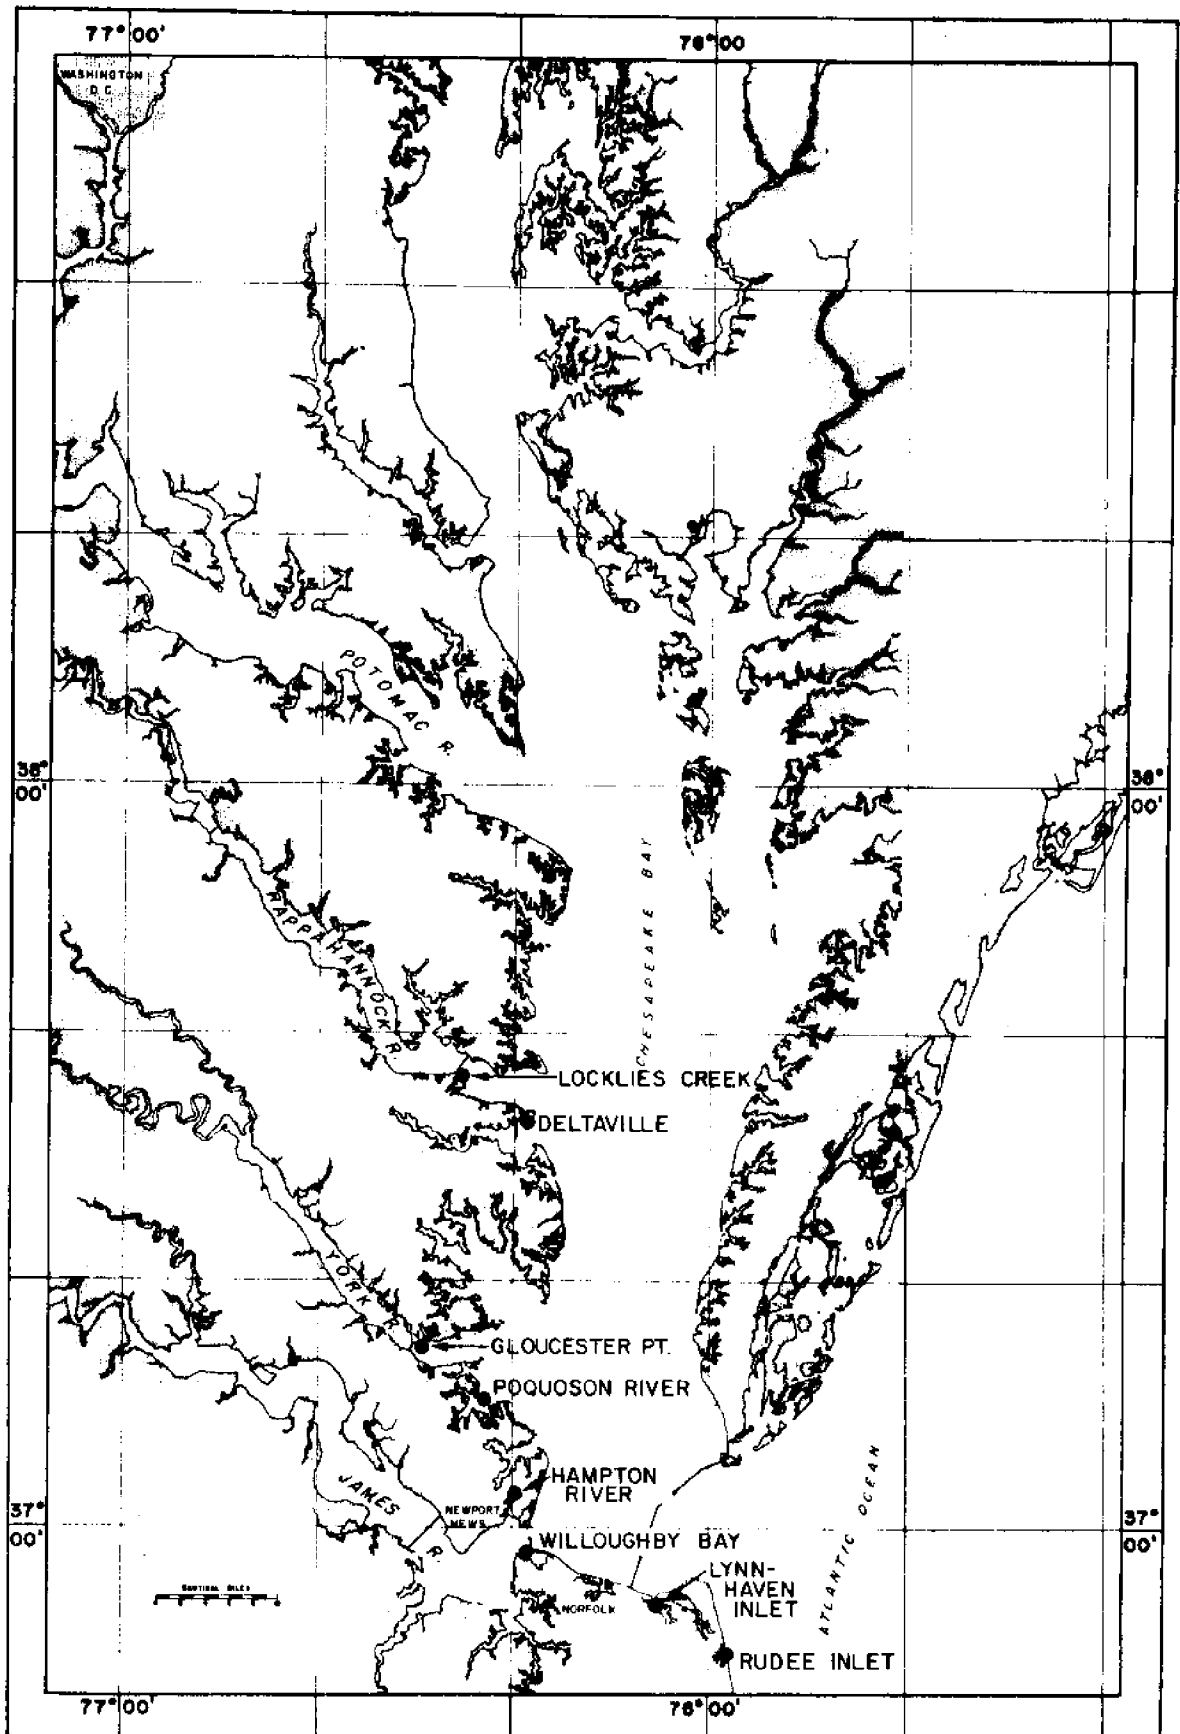 77°00'
76°00
WASHINGTON
D.C.
POTOMAC R.
38°
00'
38°
00'
CHESAPEAKE BAY
RAPPAHANNOCK R.
LOCKLIES CREEK
DELTAVILLE
YORK R.
GLOUCESTER PT.
POQUOSON RIVER
HAMPTON
RIVER
JAMES R.
NEWPORT
NEWS
37°
00'
37°
00'
WILLOUGHBY BAY
ATLANTIC OCEAN
LYNN-
HAVEN
INLET
NAUTICAL MILES
NORFOLK
RUDEE INLET
77°00'
76°00'